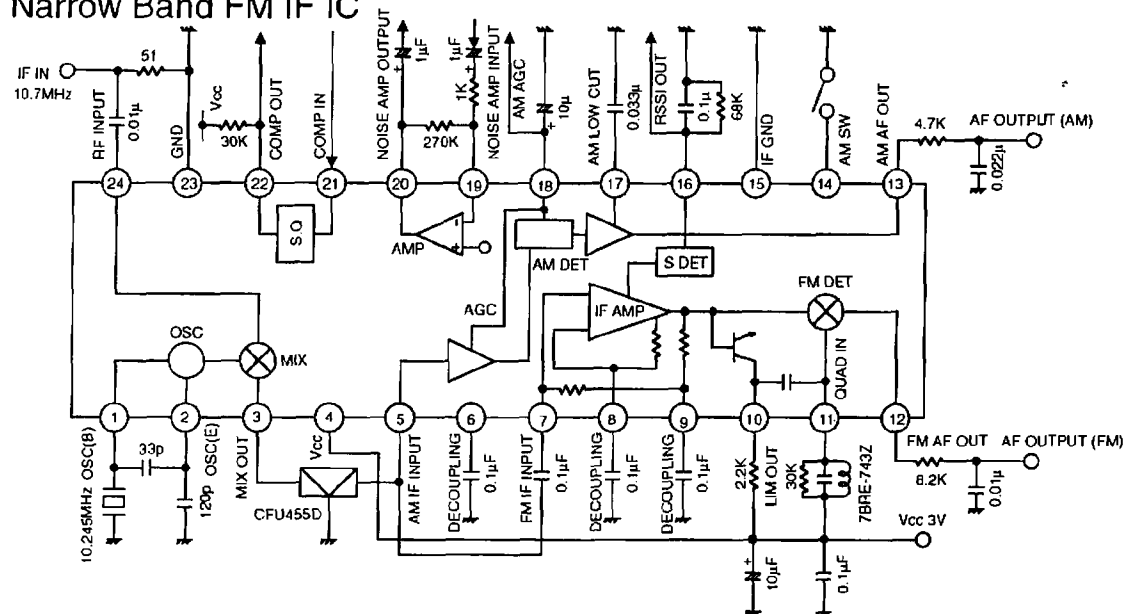 Narrow Band FM IF IC
IF IN
10.7MHz
51
RF INPUT
0.01μ
GND
Vcc
30K
COMP OUT
COMP IN
NOISE AMP OUTPUT
1μF
+
270K
1μF
+
1K
NOISE AMP INPUT
AM AGC
10μ
+
AM LOW CUT
0.033μ
RSSI OUT
0.1μ
68K
IF GND
AM SW
AM AF OUT
4.7K
AF OUTPUT (AM)
0.022μ
24
23
22
21
20
19
18
17
16
15
14
13
S.Q
AMP
-
+
AM DET
S DET
FM DET
AGC
IF AMP
OSC
MIX
QUAD IN
1
2
3
4
5
6
7
8
9
10
11
12
10.245MHz
OSC(B)
33p
120p
OSC(E)
MIX OUT
Vcc
CFU455D
AM IF INPUT
DECOUPLING
0.1μF
FM IF INPUT
0.1μF
DECOUPLING
0.1μF
DECOUPLING
0.1μF
2.2K
LIM OUT
30K
7BRE-743Z
FM AF OUT
AF OUTPUT (FM)
8.2K
0.01μ
Vcc 3V
+
10μF
0.1μF